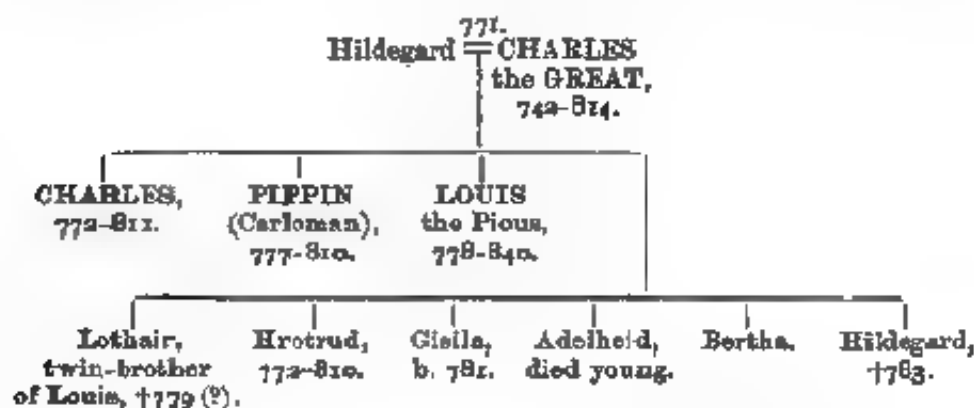 771.
Hildegard = CHARLES
the GREAT,
742-814.
CHARLES,
772-811.
PIPPIN
(Carloman),
777-810.
LOUIS
the Pious,
778-840.
Lothair,
twin-brother
of Louis, †779 (?).
Hrotrud,
772-810.
Gisila,
b. 781.
Adelheid,
died young.
Bertha.
Hildegard,
†783.